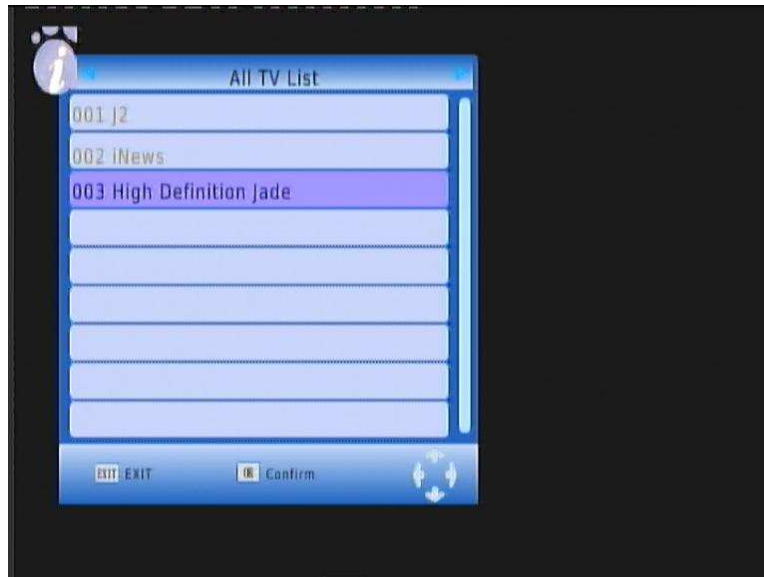 All TV List
001 J2
002 iNews
003 High Definition Jade
EXIT EXIT
OK Confirm